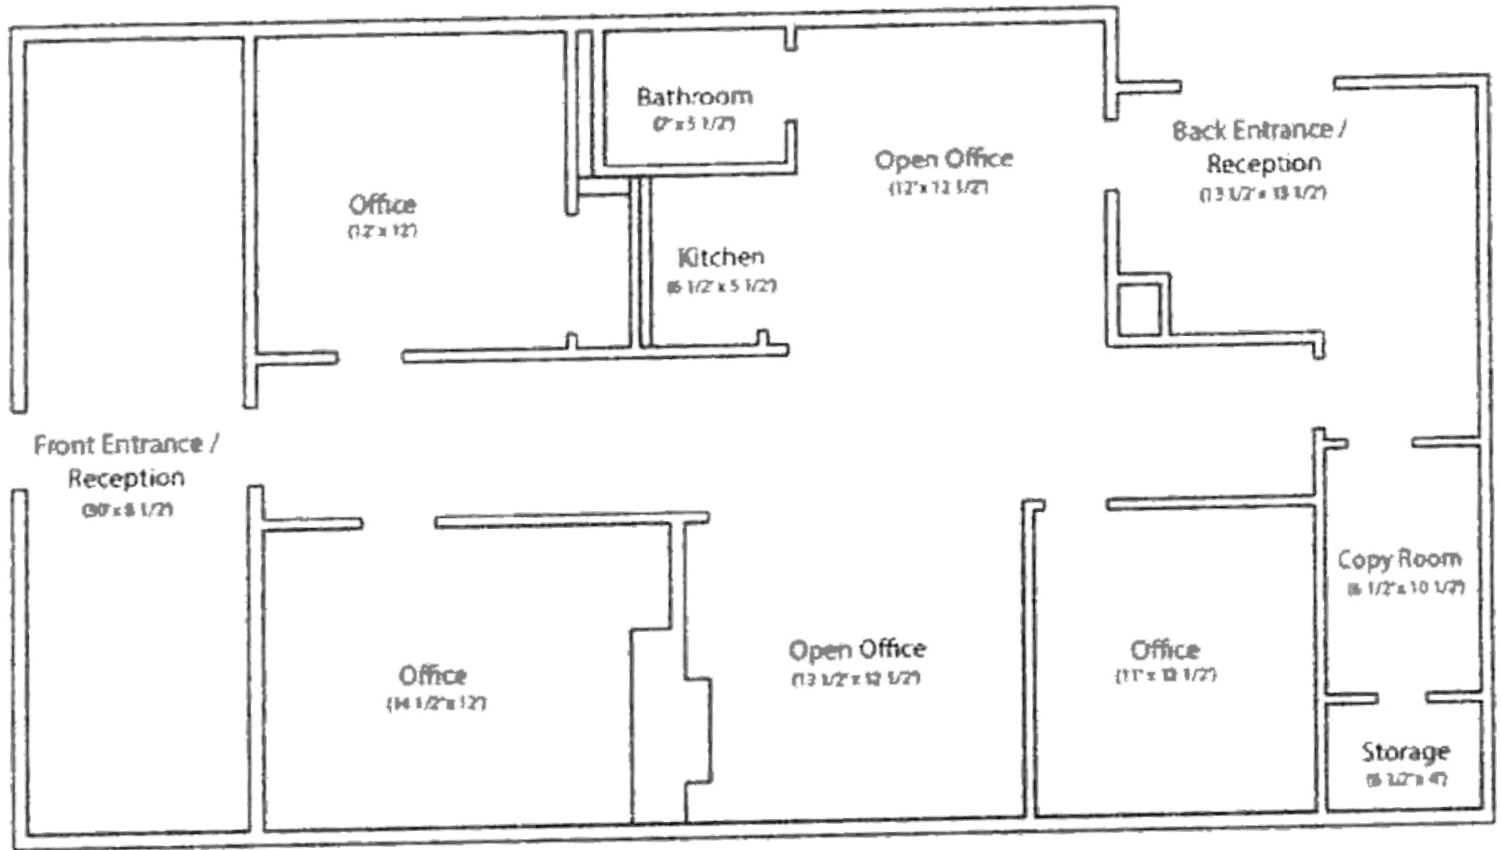 Bathroom
(7' x 5 1/2')
Back Entrance /
Reception
(13 1/2' x 13 1/2')
Open Office
(12' x 12 1/2')
Office
(12' x 12')
Kitchen
(6 1/2' x 5 1/2')
Front Entrance /
Reception
(30' x 8 1/2')
Copy Room
(6 1/2' x 10 1/2')
Open Office
(13 1/2' x 12 1/2')
Office
(11' x 12 1/2')
Office
(14 1/2' x 12')
Storage
(6 1/2' x 4')